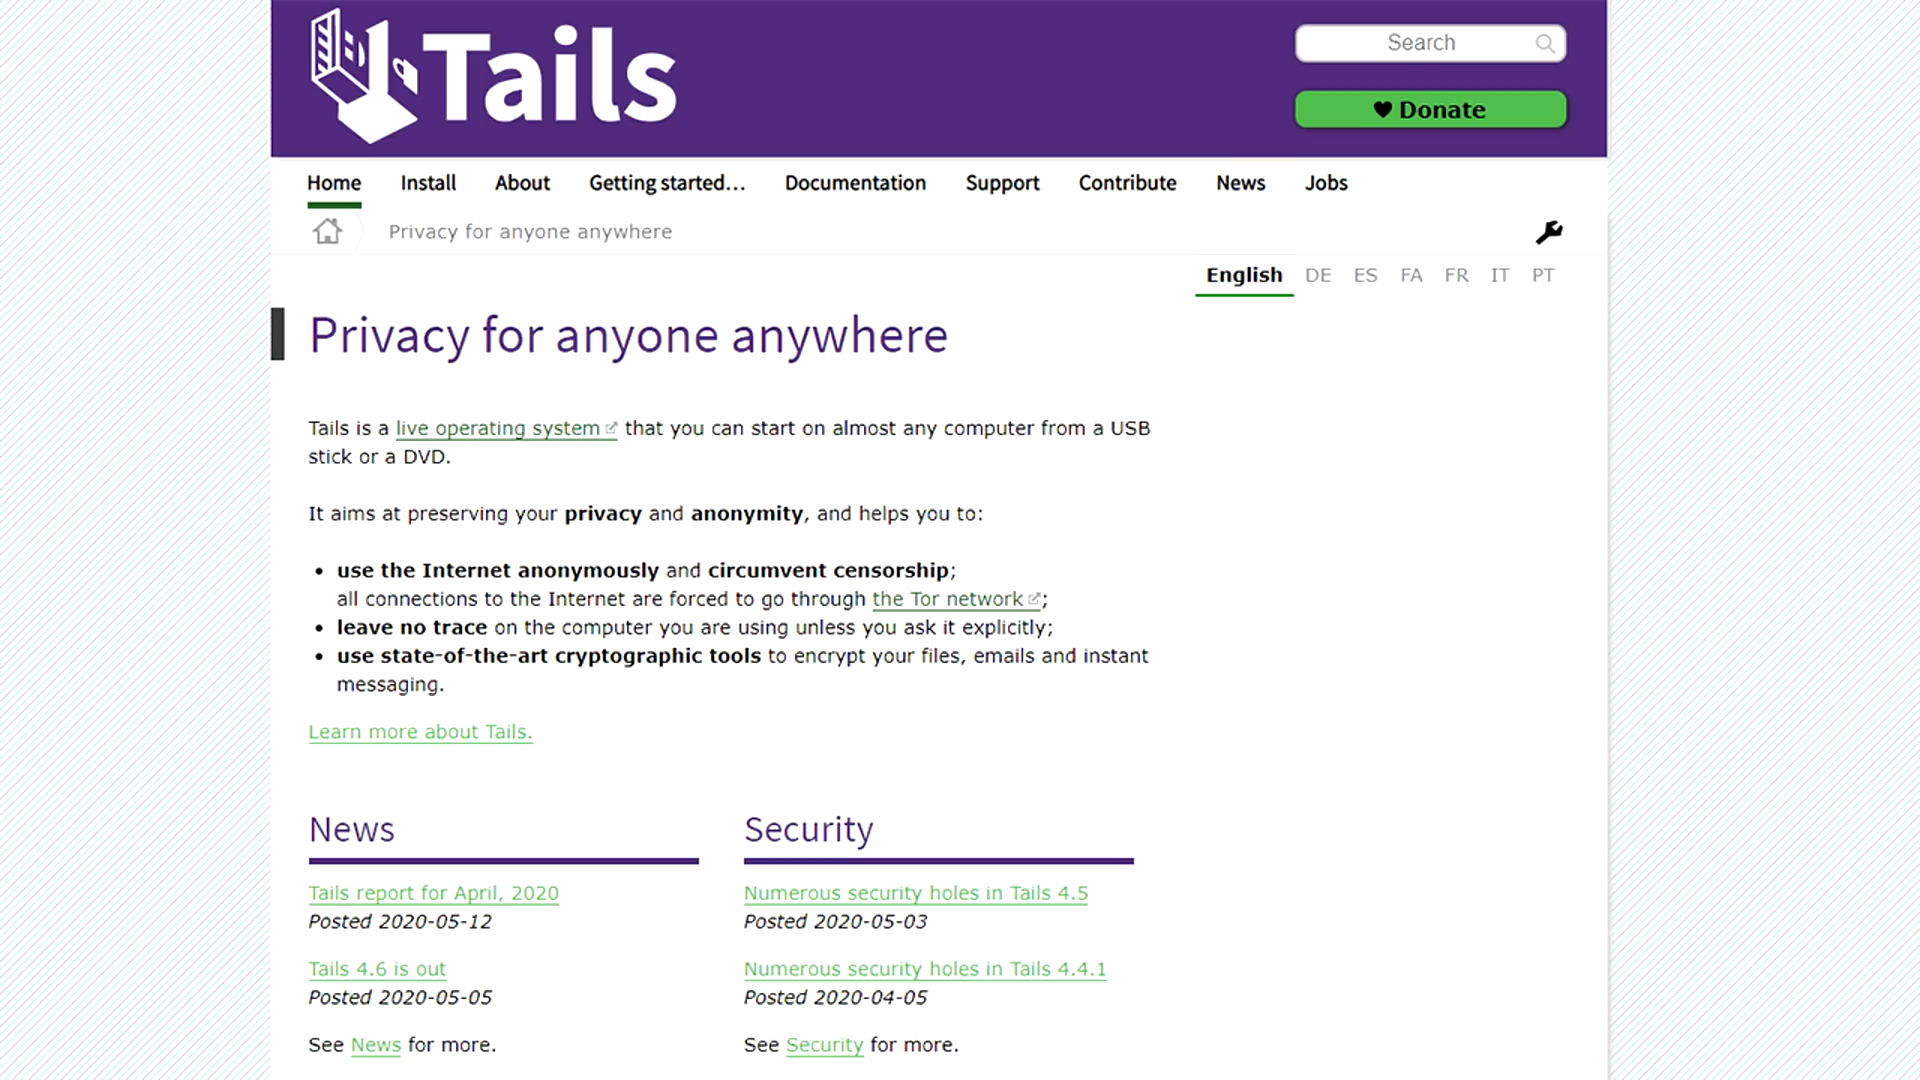 Tails
Search
Donate
Home Install About Getting started… Documentation Support Contribute News Jobs
Privacy for anyone anywhere
English DE ES FA FR IT PT
Privacy for anyone anywhere
Tails is a live operating system that you can start on almost any computer from a USB
stick or a DVD.
It aims at preserving your privacy and anonymity, and helps you to:
• use the Internet anonymously and circumvent censorship;
all connections to the Internet are forced to go through the Tor network;
• leave no trace on the computer you are using unless you ask it explicitly;
• use state-of-the-art cryptographic tools to encrypt your files, emails and instant
messaging.
Learn more about Tails.
News
Tails report for April, 2020
Posted 2020-05-12
Tails 4.6 is out
Posted 2020-05-05
See News for more.
Security
Numerous security holes in Tails 4.5
Posted 2020-05-03
Numerous security holes in Tails 4.4.1
Posted 2020-04-05
See Security for more.